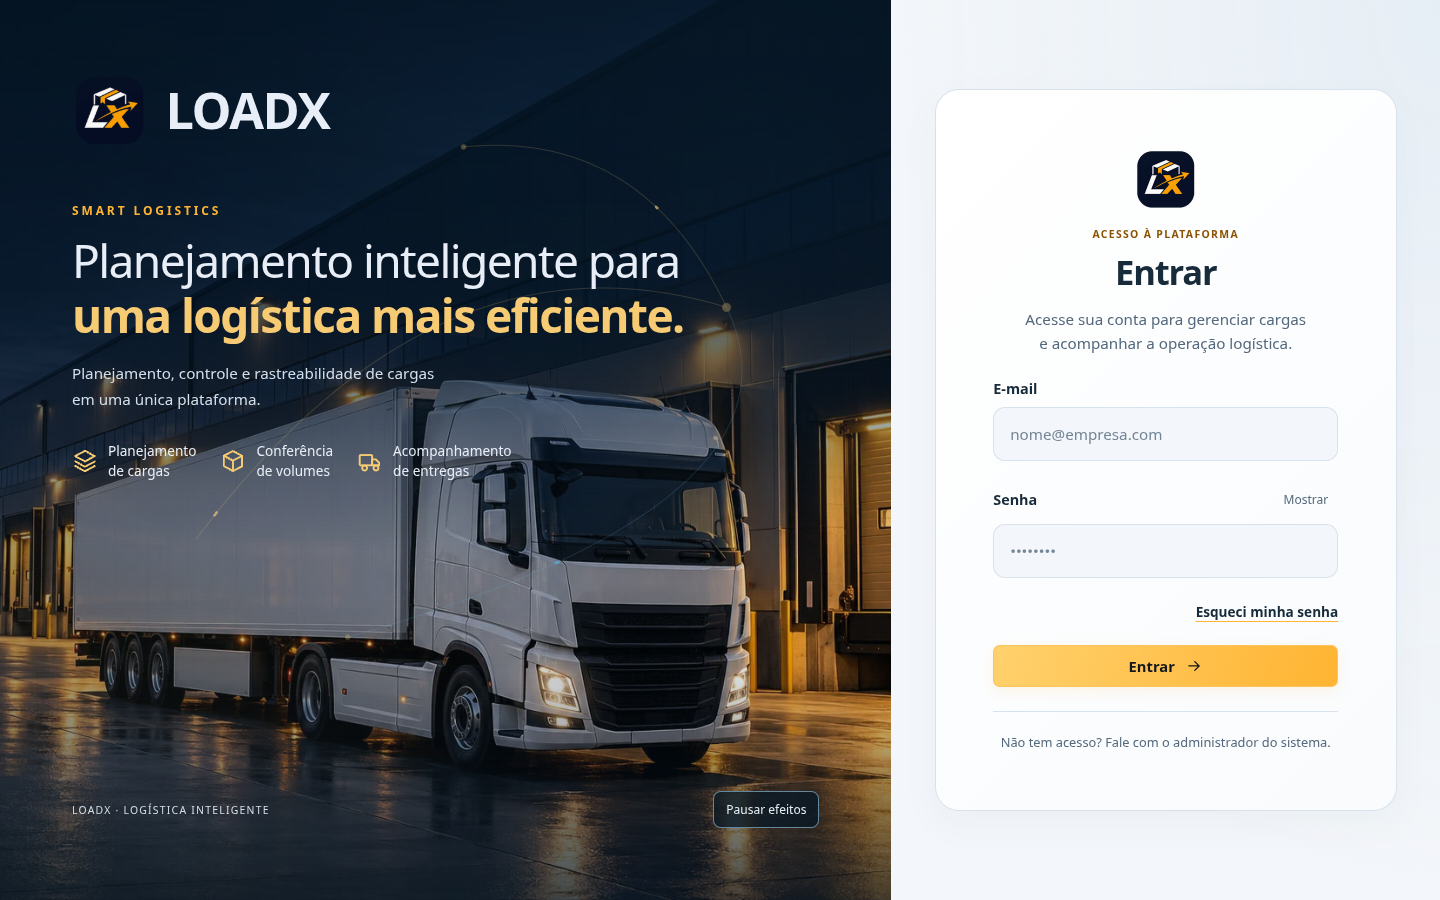 LX
LOADX
SMART LOGISTICS
Planejamento inteligente para
uma logística mais eficiente.
Planejamento, controle e rastreabilidade de cargas
em uma única plataforma.
Planejamento
de cargas
Conferência
de volumes
Acompanhamento
de entregas
LOADX · LOGÍSTICA INTELIGENTE
Pausar efeitos
LX
ACESSO À PLATAFORMA
Entrar
Acesse sua conta para gerenciar cargas
e acompanhar a operação logística.
E-mail
nome@empresa.com
Senha
Mostrar
••••••••
Esqueci minha senha
Entrar →
Não tem acesso? Fale com o administrador do sistema.